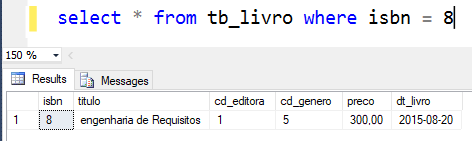 select * from tb_livro where isbn = 8
150 %
Results Messages
isbn titulo cd_editora cd_genero preco dt_livro
1 8 engenharia de Requisitos 1 5 300,00 2015-08-20